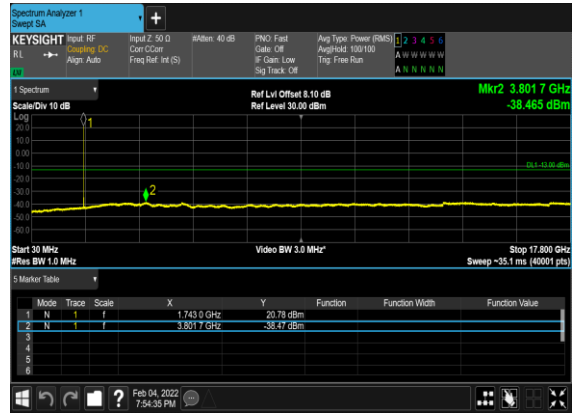 Spectrum Analyzer 1
Swept SA
+
KEYSIGHT Input: RF Input Z: 50 Ω #Atten: 40 dB PNO: Fast Avg Type: Power (RMS) 1 2 3 4 5 6
RL Coupling: DC Corr CCorr Gate: Off Avg|Hold: 100/100 A W W W W W
Align: Auto Freq Ref: Int (S) IF Gain: Low Trig: Free Run A N N N N N
Sig Track: Off
1 Spectrum
Scale/Div 10 dB Ref Lvl Offset 8.10 dB Mkr2 3.801 7 GHz
Ref Level 30.00 dBm -38.465 dBm
Log
20.0
1
10.0
0.00
-10.0
DL1 -13.00 dBm
-20.0
-30.0
2
-40.0
-50.0
-60.0
Start 30 MHz Video BW 3.0 MHz* Stop 17.800 GHz
#Res BW 1.0 MHz Sweep ~35.1 ms (40001 pts)
5 Marker Table
Mode Trace Scale X Y Function Function Width Function Value
1 N 1 f 1.743 0 GHz 20.78 dBm
2 N 1 f 3.801 7 GHz -38.47 dBm
3
4
5
6
? Feb 04, 2022
7:54:35 PM